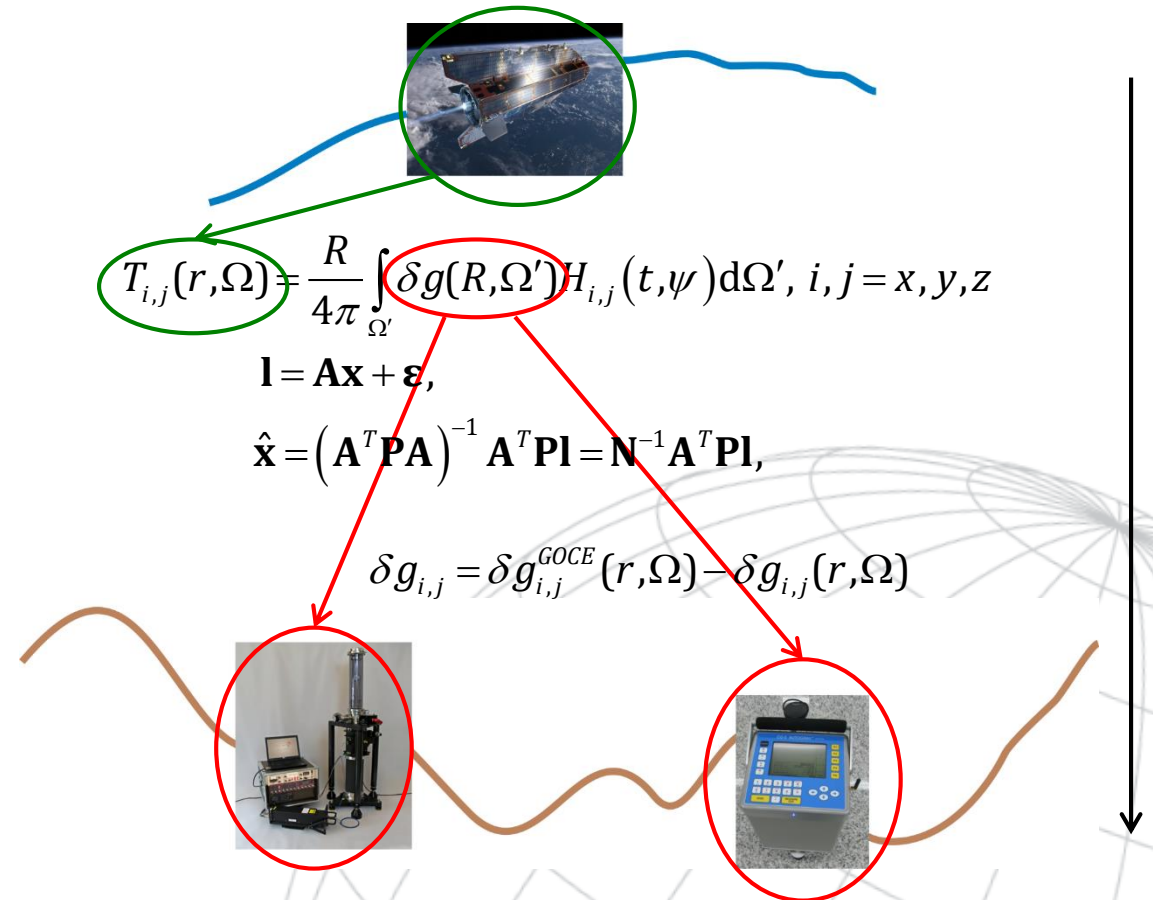 T_{i,j}(r,Ω) = R/4π ∫_{Ω′} δg(R,Ω′)H_{i,j}(t,ψ)dΩ′, i, j = x, y, z
l = Ax + ε,
x̂ = (A^T PA)^{−1} A^T Pl = N^{−1}A^T Pl,
δg_{i,j} = δg_{i,j}^{GOCE}(r,Ω) − δg_{i,j}(r,Ω)